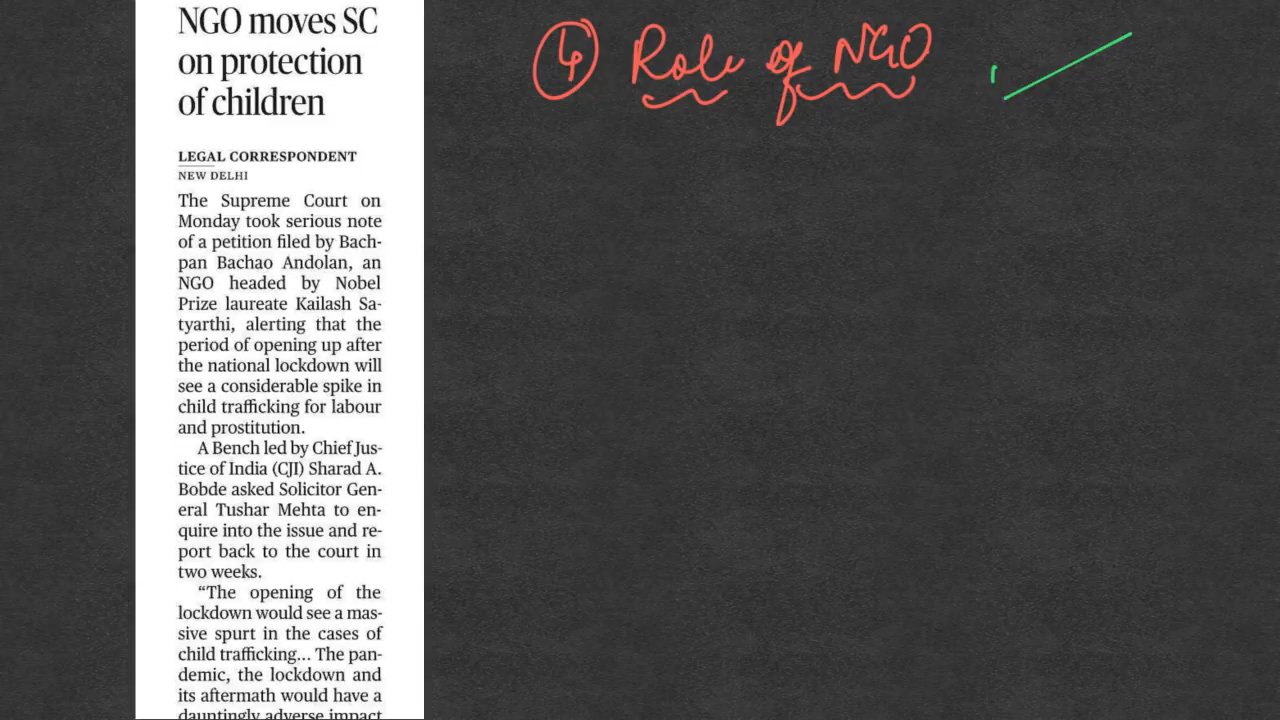 NGO moves SC
on protection
of children
LEGAL CORRESPONDENT
NEW DELHI
The Supreme Court on
Monday took serious note
of a petition filed by Bach-
pan Bachao Andolan, an
NGO headed by Nobel
Prize laureate Kailash Sa-
tyarthi, alerting that the
period of opening up after
the national lockdown will
see a considerable spike in
child trafficking for labour
and prostitution.
A Bench led by Chief Jus-
tice of India (CJI) Sharad A.
Bobde asked Solicitor Gen-
eral Tushar Mehta to en-
quire into the issue and re-
port back to the court in
two weeks.
“The opening of the
lockdown would see a mas-
sive spurt in the cases of
child trafficking... The pan-
demic, the lockdown and
its aftermath would have a
dauntingly adverse impact
4 Role of NGO